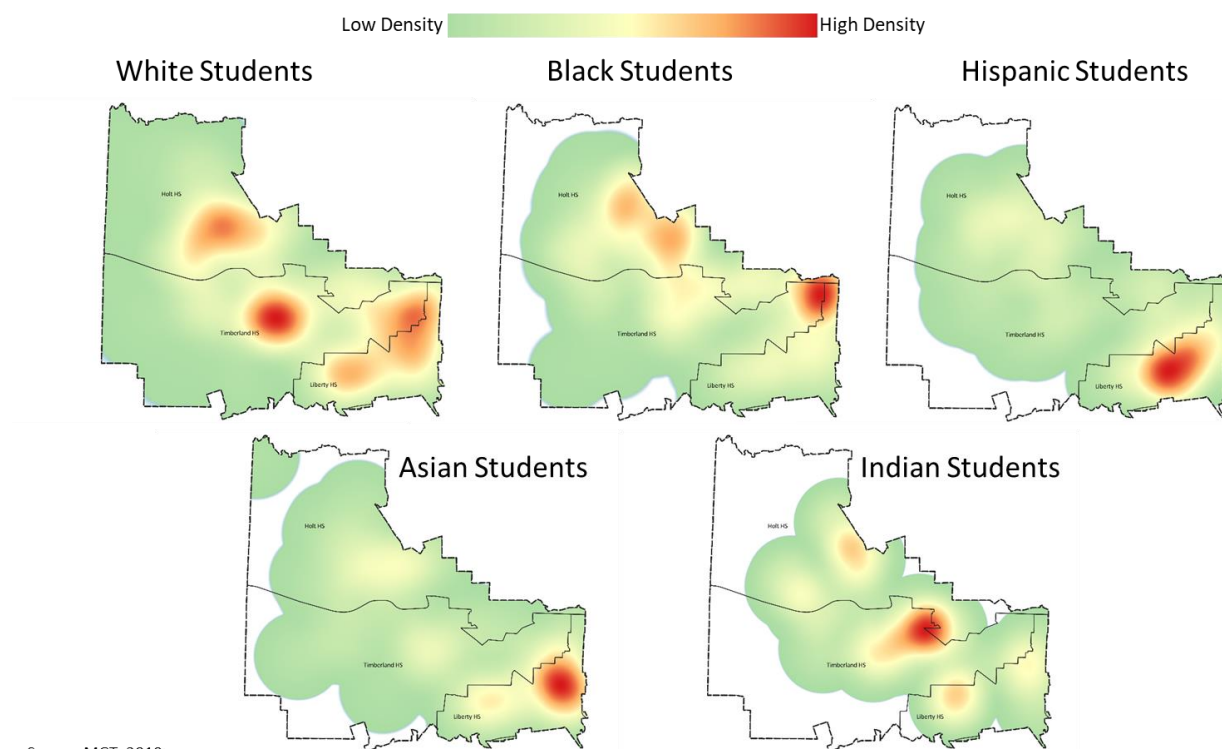 Low Density High Density
White Students
Black Students
Hispanic Students
Holt HS
Timberland HS
Liberty HS
Holt HS
Timberland HS
Liberty HS
Holt HS
Timberland HS
Liberty HS
Asian Students
Indian Students
Holt HS
Timberland HS
Liberty HS
Holt HS
Timberland HS
Liberty HS